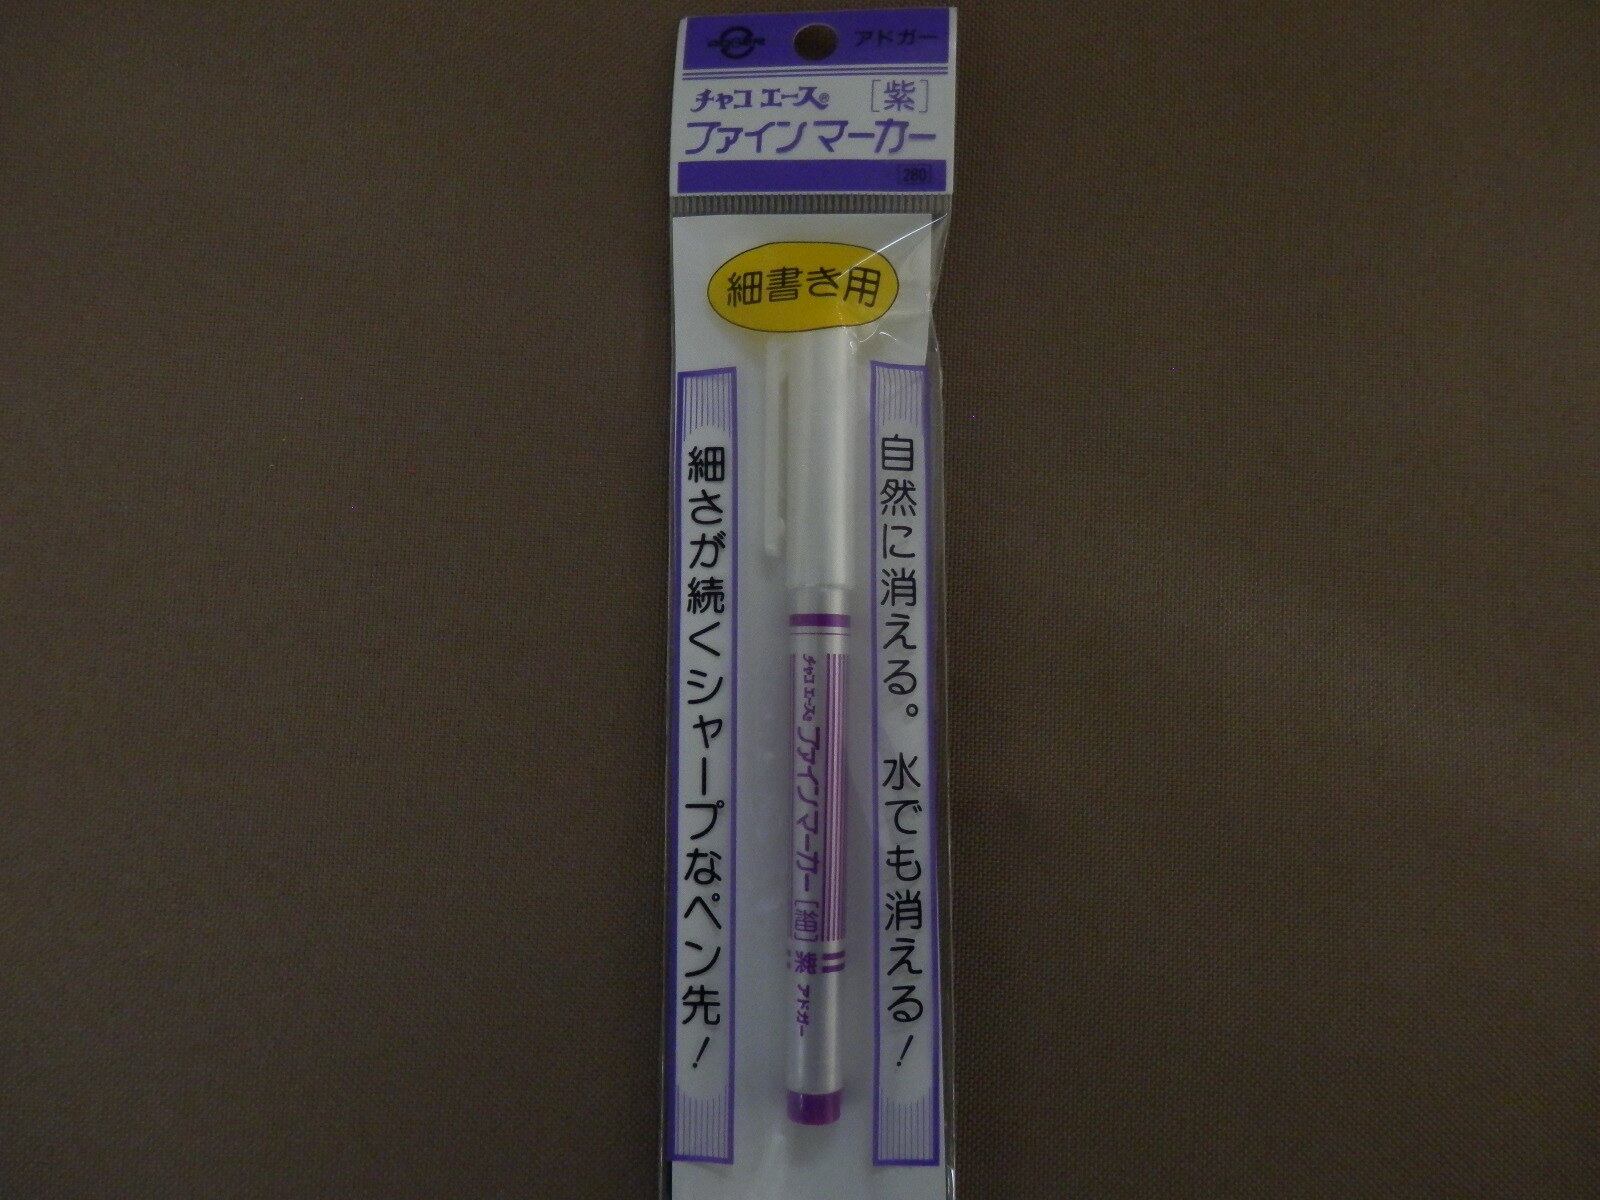 アドガー
チャコ エース® [紫]
ファインマーカー
[280]
細書き用
細さが続くシャープなペン先!
自然に消える。水でも消える!
チャコ エース® ファインマーカー [細] 紫 アドガー